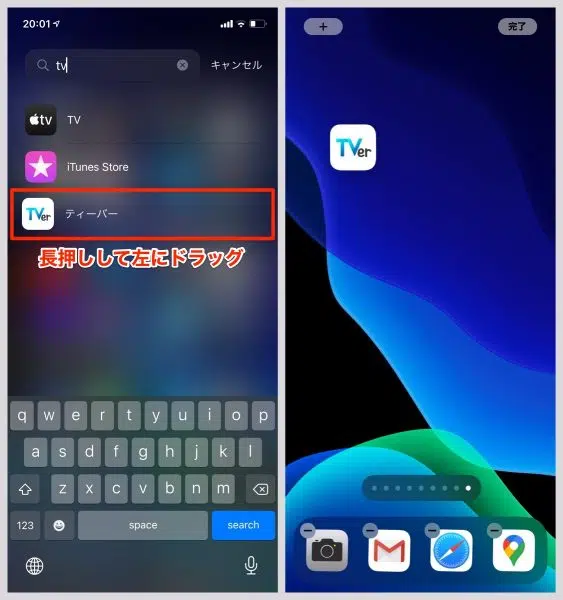 20:01
完了
tv
キャンセル
tv
TV
iTunes Store
TVer
ティーバー
長押しして左にドラッグ
TVer
q w e r t y u i o p
a s d f g h j k l
z x c v b n m
123
space
search